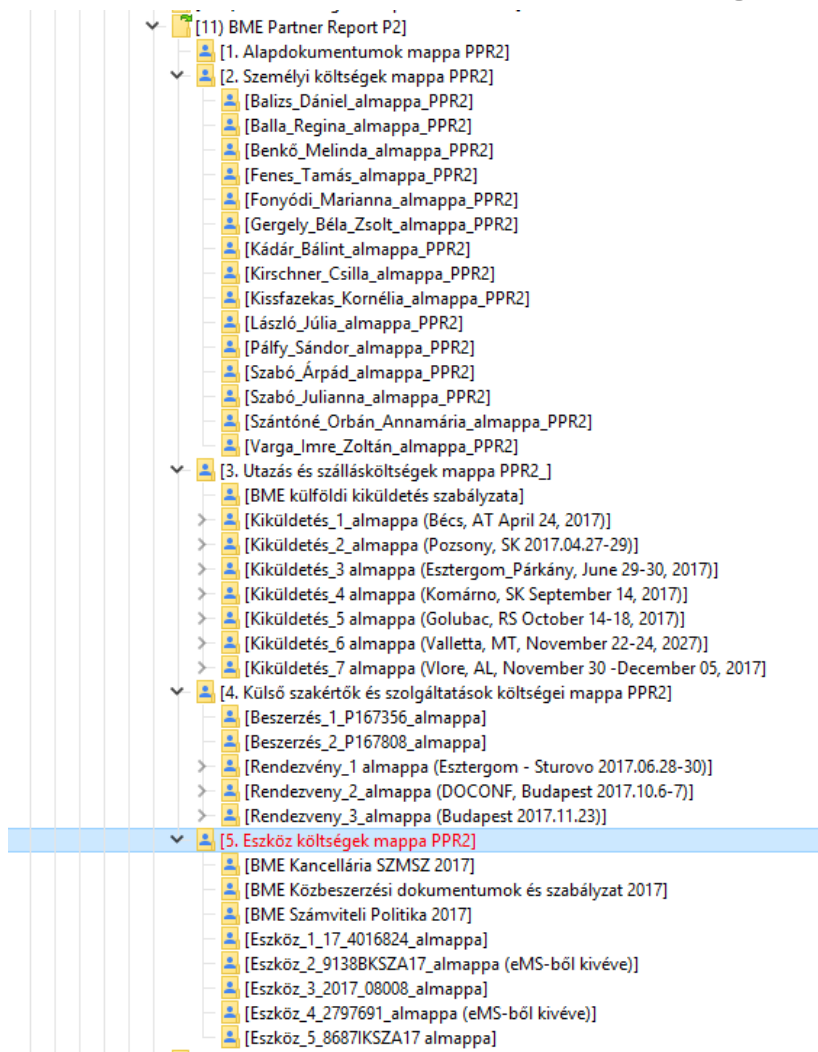 [11) BME Partner Report P2]
[1. Alapdokumentumok mappa PPR2]
[2. Személyi költségek mappa PPR2]
[Balizs_Dániel_almappa_PPR2]
[Balla_Regina_almappa_PPR2]
[Benkő_Melinda_almappa_PPR2]
[Fenes_Tamás_almappa_PPR2]
[Fonyódi_Marianna_almappa_PPR2]
[Gergely_Béla_Zsolt_almappa_PPR2]
[Kádár_Bálint_almappa_PPR2]
[Kirschner_Csilla_almappa_PPR2]
[Kissfazekas_Kornélia_almappa_PPR2]
[László_Júlia_almappa_PPR2]
[Pálfy_Sándor_almappa_PPR2]
[Szabó_Árpád_almappa_PPR2]
[Szabó_Julianna_almappa_PPR2]
[Szántóné_Orbán_Annamária_almappa_PPR2]
[Varga_Imre_Zoltán_almappa_PPR2]
[3. Utazás és szállásköltségek mappa PPR2_]
[BME külföldi kiküldetés szabályzata]
[Kiküldetés_1_almappa (Bécs, AT April 24, 2017)]
[Kiküldetés_2_almappa (Pozsony, SK 2017.04.27-29)]
[Kiküldetés_3 almappa (Esztergom_Párkány, June 29-30, 2017)]
[Kiküldetés_4 almappa (Komárno, SK September 14, 2017)]
[Kiküldetés_5 almappa (Golubac, RS October 14-18, 2017)]
[Kiküldetés_6 almappa (Valletta, MT, November 22-24, 2027)]
[Kiküldetés_7 almappa (Vlore, AL, November 30 -December 05, 2017]
[4. Külső szakértők és szolgáltatások költségei mappa PPR2]
[Beszerzés_1_P167356_almappa]
[Beszerzés_2_P167808_almappa]
[Rendezvény_1 almappa (Esztergom - Sturovo 2017.06.28-30)]
[Rendezvény_2_almappa (DOCONF, Budapest 2017.10.6-7)]
[Rendezveny_3_almappa (Budapest 2017.11.23)]
[5. Eszköz költségek mappa PPR2]
[BME Kancellária SZMSZ 2017]
[BME Közbeszerzési dokumentumok és szabályzat 2017]
[BME Számviteli Politika 2017]
[Eszköz_1_17_4016824_almappa]
[Eszköz_2_9138BKSZA17_almappa (eMS-ből kivéve)]
[Eszköz_3_2017_08008_almappa]
[Eszköz_4_2797691_almappa (eMS-ből kivéve)]
[Eszköz_5_8687IKSZA17 almappa]